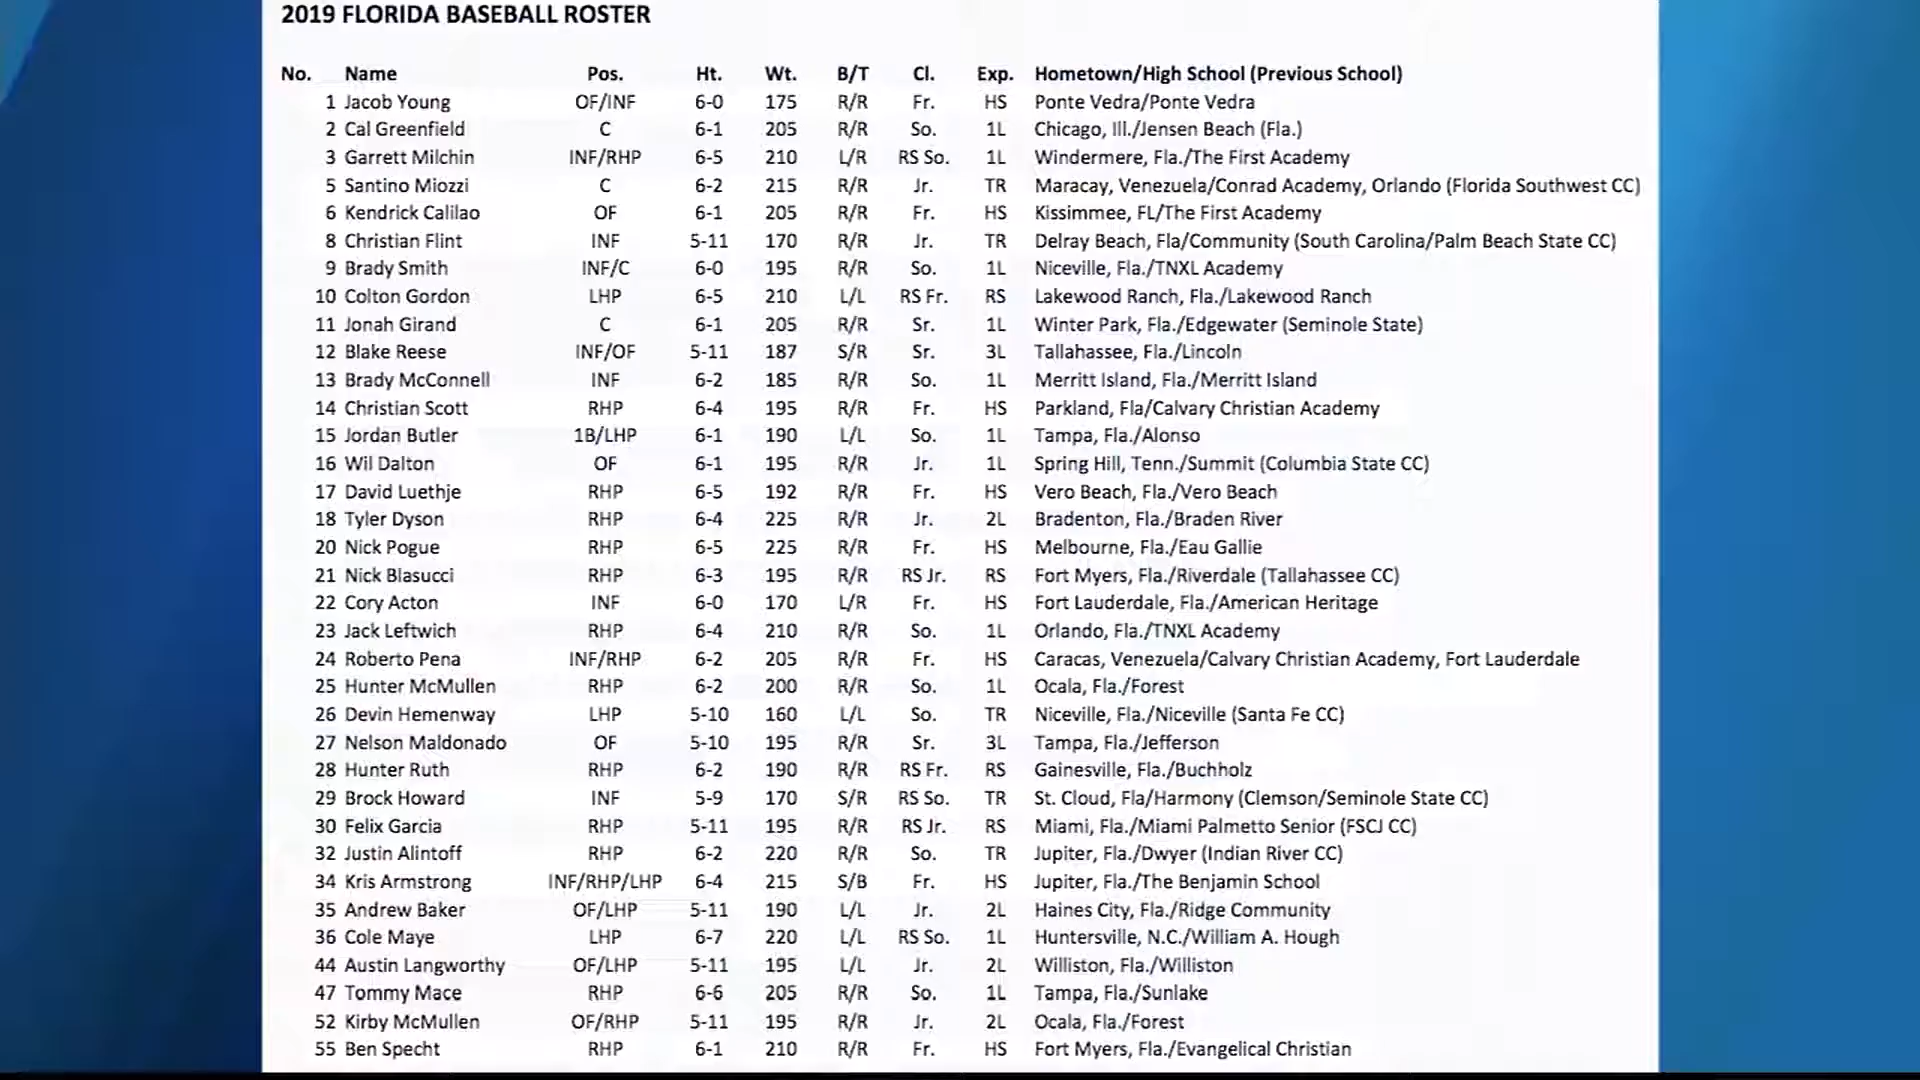 2019 FLORIDA BASEBALL ROSTER
No. Name Pos. Ht. Wt. B/T Cl. Exp. Hometown/High School (Previous School)
1 Jacob Young OF/INF 6-0 175 R/R Fr. HS Ponte Vedra/Ponte Vedra
2 Cal Greenfield C 6-1 205 R/R So. 1L Chicago, Ill./Jensen Beach (Fla.)
3 Garrett Milchin INF/RHP 6-5 210 L/R RS So. 1L Windermere, Fla./The First Academy
5 Santino Miozzi C 6-2 215 R/R Jr. TR Maracay, Venezuela/Conrad Academy, Orlando (Florida Southwest CC)
6 Kendrick Calilao OF 6-1 205 R/R Fr. HS Kissimmee, FL/The First Academy
8 Christian Flint INF 5-11 170 R/R Jr. TR Delray Beach, Fla/Community (South Carolina/Palm Beach State CC)
9 Brady Smith INF/C 6-0 195 R/R So. 1L Niceville, Fla./TNXL Academy
10 Colton Gordon LHP 6-5 210 L/L RS Fr. RS Lakewood Ranch, Fla./Lakewood Ranch
11 Jonah Girand C 6-1 205 R/R Sr. 1L Winter Park, Fla./Edgewater (Seminole State)
12 Blake Reese INF/OF 5-11 187 S/R Sr. 3L Tallahassee, Fla./Lincoln
13 Brady McConnell INF 6-2 185 R/R So. 1L Merritt Island, Fla./Merritt Island
14 Christian Scott RHP 6-4 195 R/R Fr. HS Parkland, Fla/Calvary Christian Academy
15 Jordan Butler 1B/LHP 6-1 190 L/L So. 1L Tampa, Fla./Alonso
16 Wil Dalton OF 6-1 195 R/R Jr. 1L Spring Hill, Tenn./Summit (Columbia State CC)
17 David Luethje RHP 6-5 192 R/R Fr. HS Vero Beach, Fla./Vero Beach
18 Tyler Dyson RHP 6-4 225 R/R Jr. 2L Bradenton, Fla./Braden River
20 Nick Pogue RHP 6-5 225 R/R Fr. HS Melbourne, Fla./Eau Gallie
21 Nick Blasucci RHP 6-3 195 R/R RS Jr. RS Fort Myers, Fla./Riverdale (Tallahassee CC)
22 Cory Acton INF 6-0 170 L/R Fr. HS Fort Lauderdale, Fla./American Heritage
23 Jack Leftwich RHP 6-4 210 R/R So. 1L Orlando, Fla./TNXL Academy
24 Roberto Pena INF/RHP 6-2 205 R/R Fr. HS Caracas, Venezuela/Calvary Christian Academy, Fort Lauderdale
25 Hunter McMullen RHP 6-2 200 R/R So. 1L Ocala, Fla./Forest
26 Devin Hemenway LHP 5-10 160 L/L So. TR Niceville, Fla./Niceville (Santa Fe CC)
27 Nelson Maldonado OF 5-10 195 R/R Sr. 3L Tampa, Fla./Jefferson
28 Hunter Ruth RHP 6-2 190 R/R RS Fr. RS Gainesville, Fla./Buchholz
29 Brock Howard INF 5-9 170 S/R RS So. TR St. Cloud, Fla/Harmony (Clemson/Seminole State CC)
30 Felix Garcia RHP 5-11 195 R/R RS Jr. RS Miami, Fla./Miami Palmetto Senior (FSCJ CC)
32 Justin Alintoff RHP 6-2 220 R/R So. TR Jupiter, Fla./Dwyer (Indian River CC)
34 Kris Armstrong INF/RHP/LHP 6-4 215 S/B Fr. HS Jupiter, Fla./The Benjamin School
35 Andrew Baker OF/LHP 5-11 190 L/L Jr. 2L Haines City, Fla./Ridge Community
36 Cole Maye LHP 6-7 220 L/L RS So. 1L Huntersville, N.C./William A. Hough
44 Austin Langworthy OF/LHP 5-11 195 L/L Jr. 2L Williston, Fla./Williston
47 Tommy Mace RHP 6-6 205 R/R So. 1L Tampa, Fla./Sunlake
52 Kirby McMullen OF/RHP 5-11 195 R/R Jr. 2L Ocala, Fla./Forest
55 Ben Specht RHP 6-1 210 R/R Fr. HS Fort Myers, Fla./Evangelical Christian